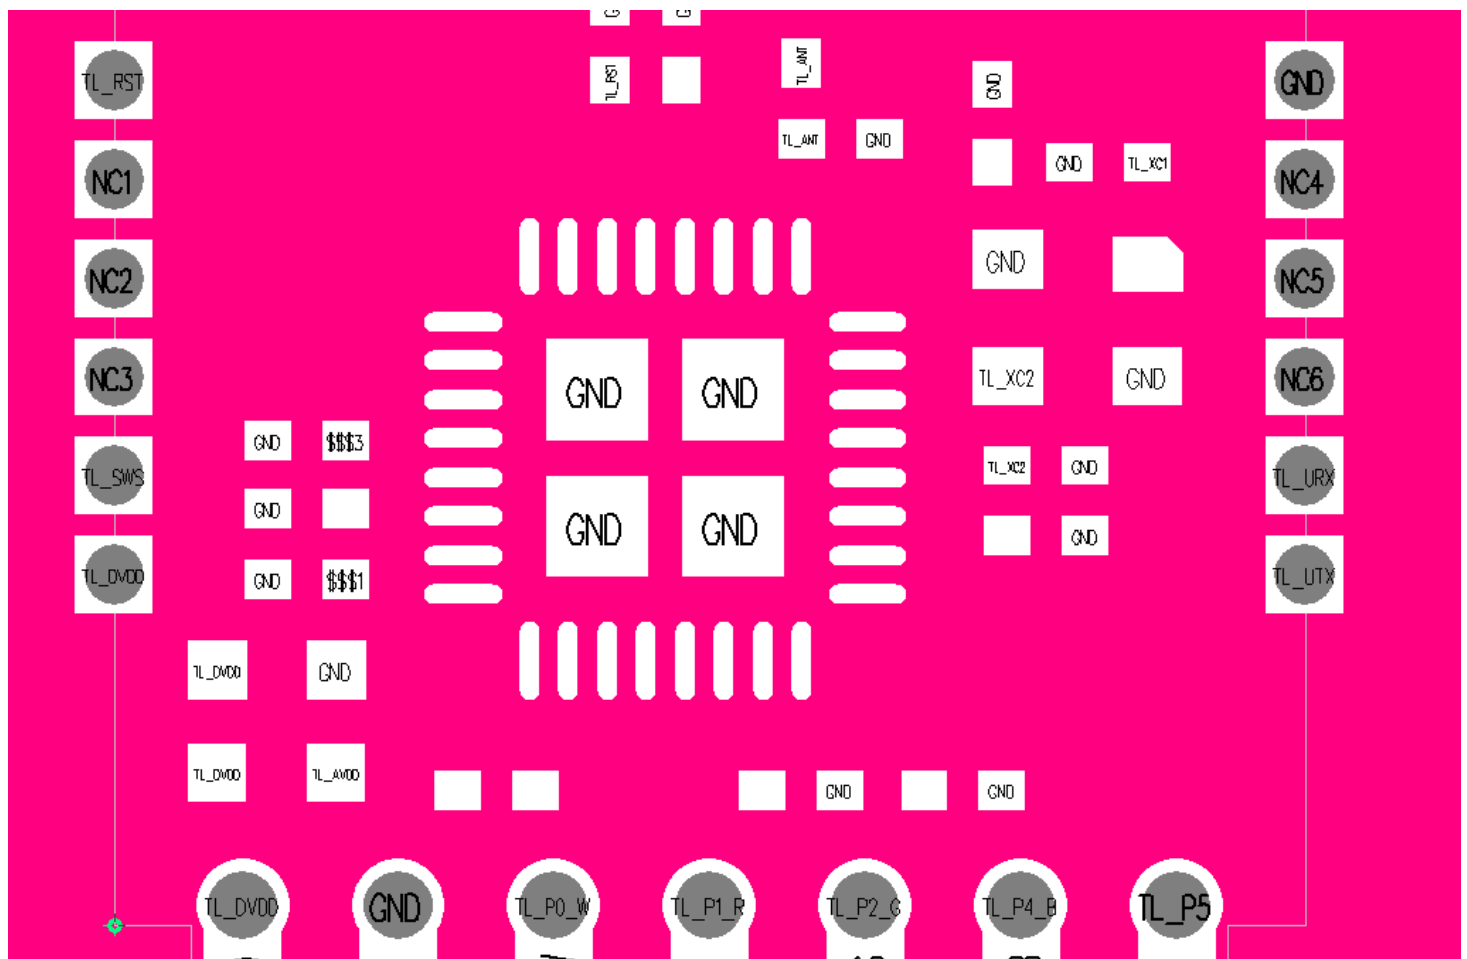 TL_RST
TL_RST
TL_ANT
GND
GND
TL_ANT
GND
GND
TL_XC1
NC1
NC4
GND
NC2
NC5
NC3
GND
GND
TL_XC2
GND
NC6
GND
$$$3
TL_XC2
GND
TL_SWS
TL_URX
GND
GND
GND
GND
TL_DVDD
GND
$$$1
TL_UTX
TL_DVDD
GND
TL_DVDD
TL_AVDD
GND
GND
TL_DVDD
GND
TL_P0_W
TL_P1_R
TL_P2_G
TL_P4_B
TL_P5